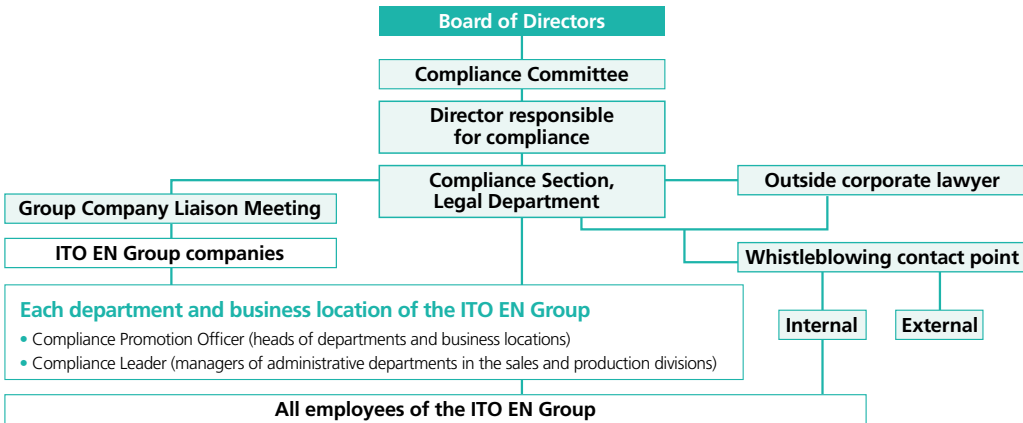 Board of Directors
Compliance Committee
Director responsible
for compliance
Compliance Section,
Legal Department
Outside corporate lawyer
Group Company Liaison Meeting
ITO EN Group companies
Whistleblowing contact point
Each department and business location of the ITO EN Group
• Compliance Promotion Officer (heads of departments and business locations)
• Compliance Leader (managers of administrative departments in the sales and production divisions)
Internal
External
All employees of the ITO EN Group